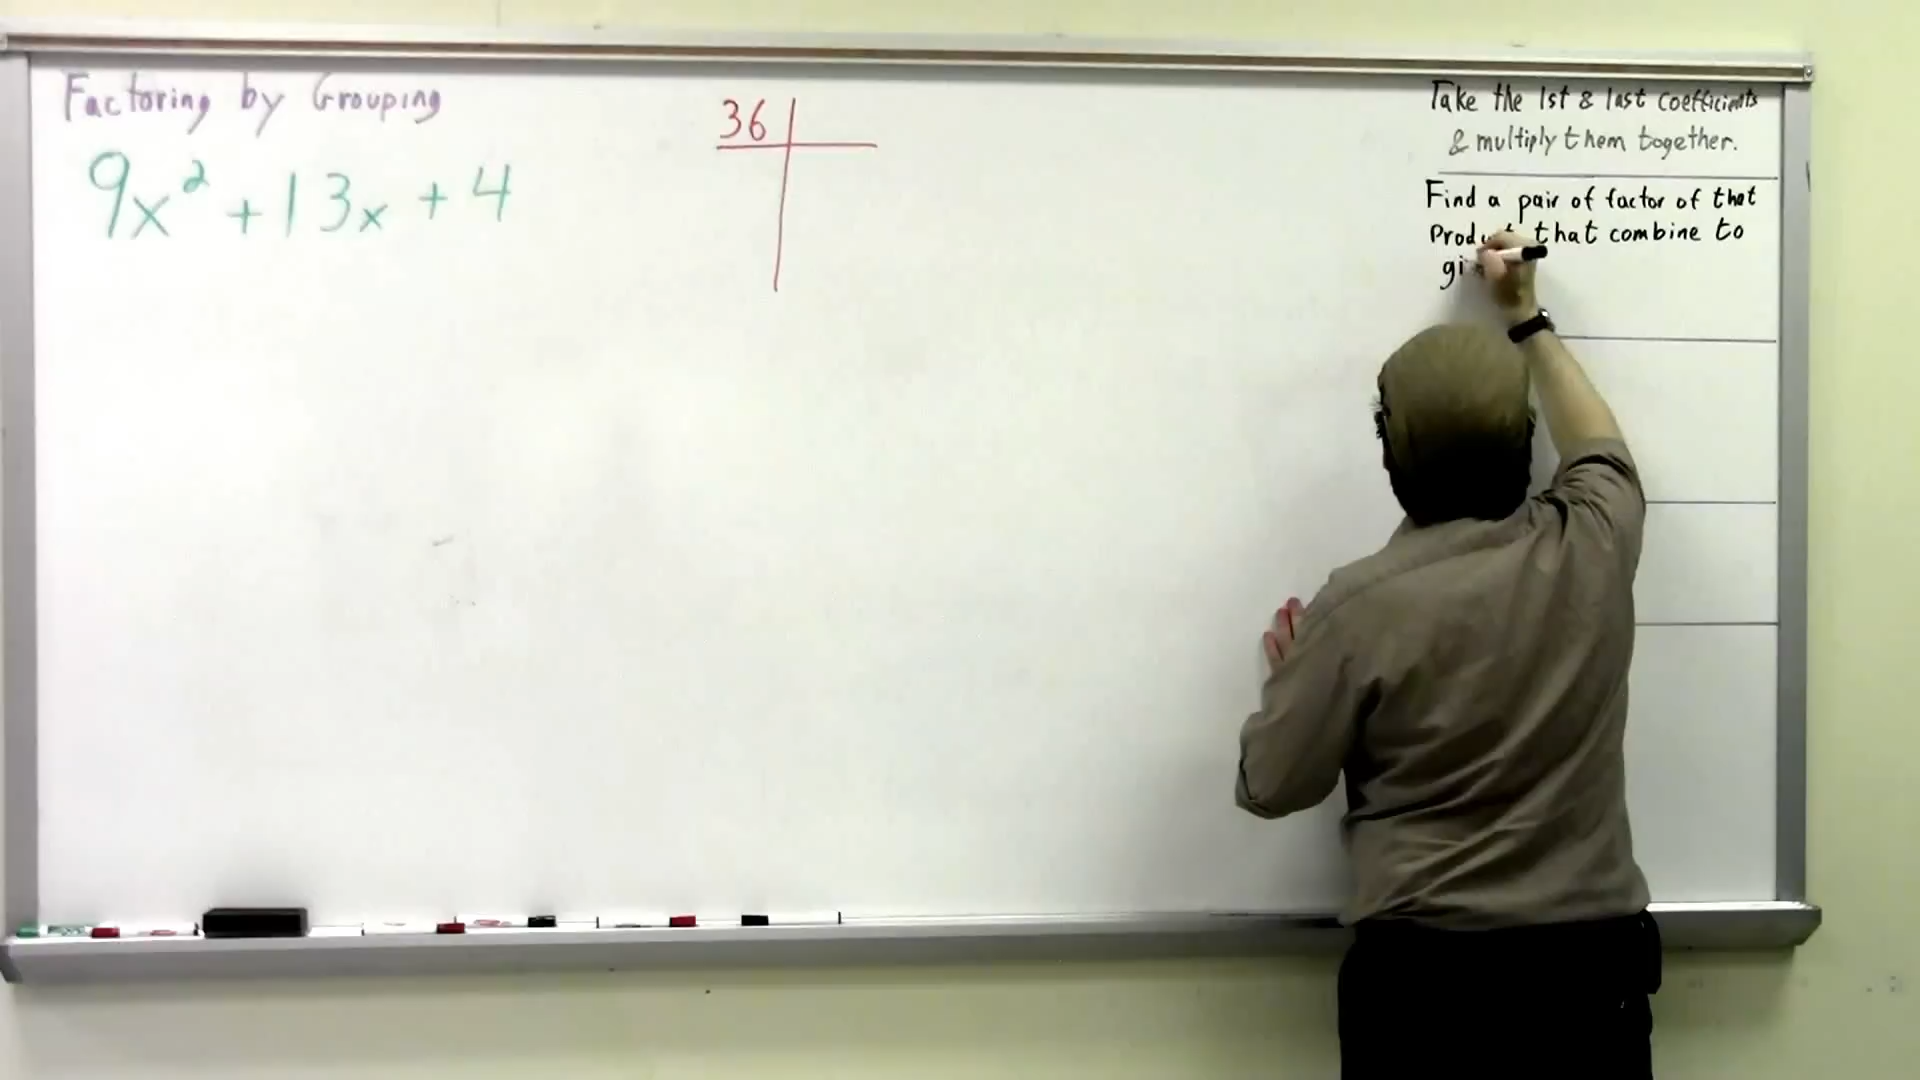 Factoring by Grouping
9x² + 13x + 4
36
Take the 1st & last coefficients
& multiply them together.
Find a pair of factor of that
that combine to